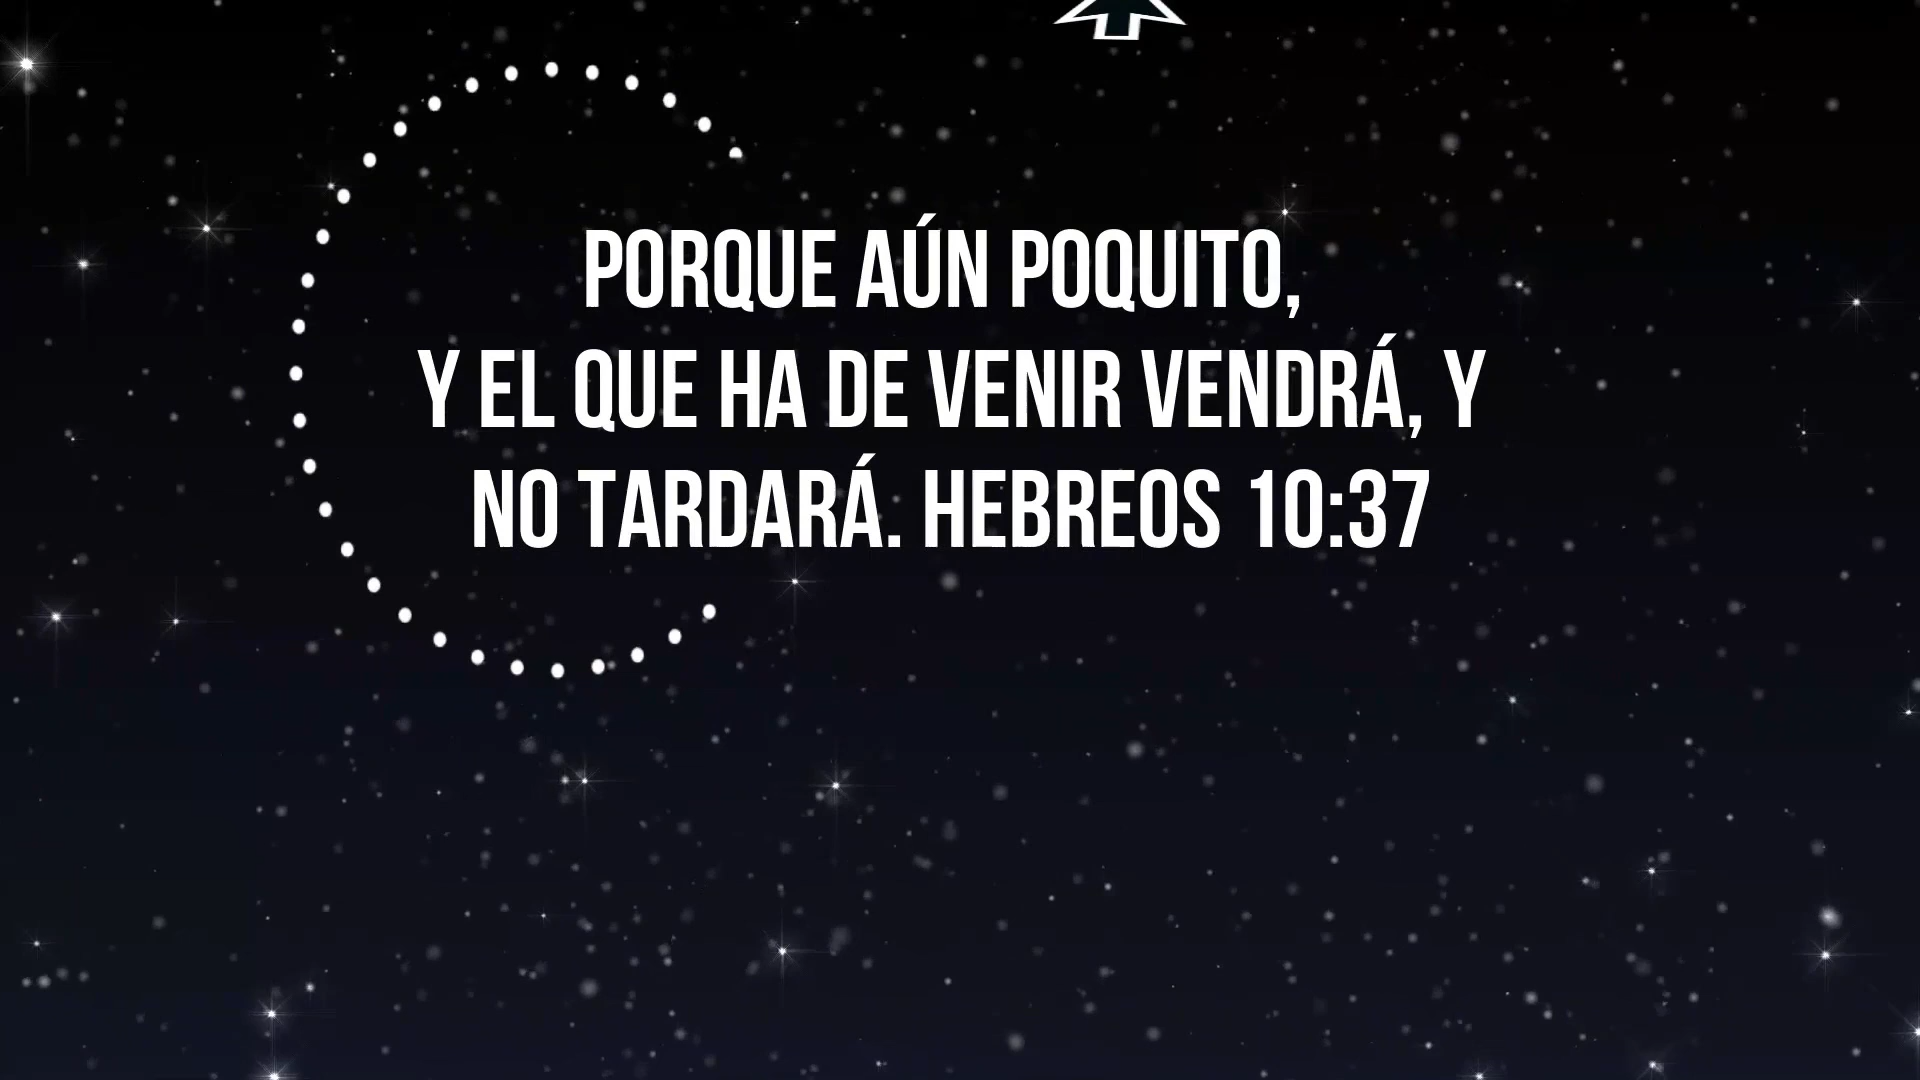 PORQUE AÚN POQUITO,
Y EL QUE HA DE VENIR VENDRÁ, Y
NO TARDARÁ. HEBREOS 10:37